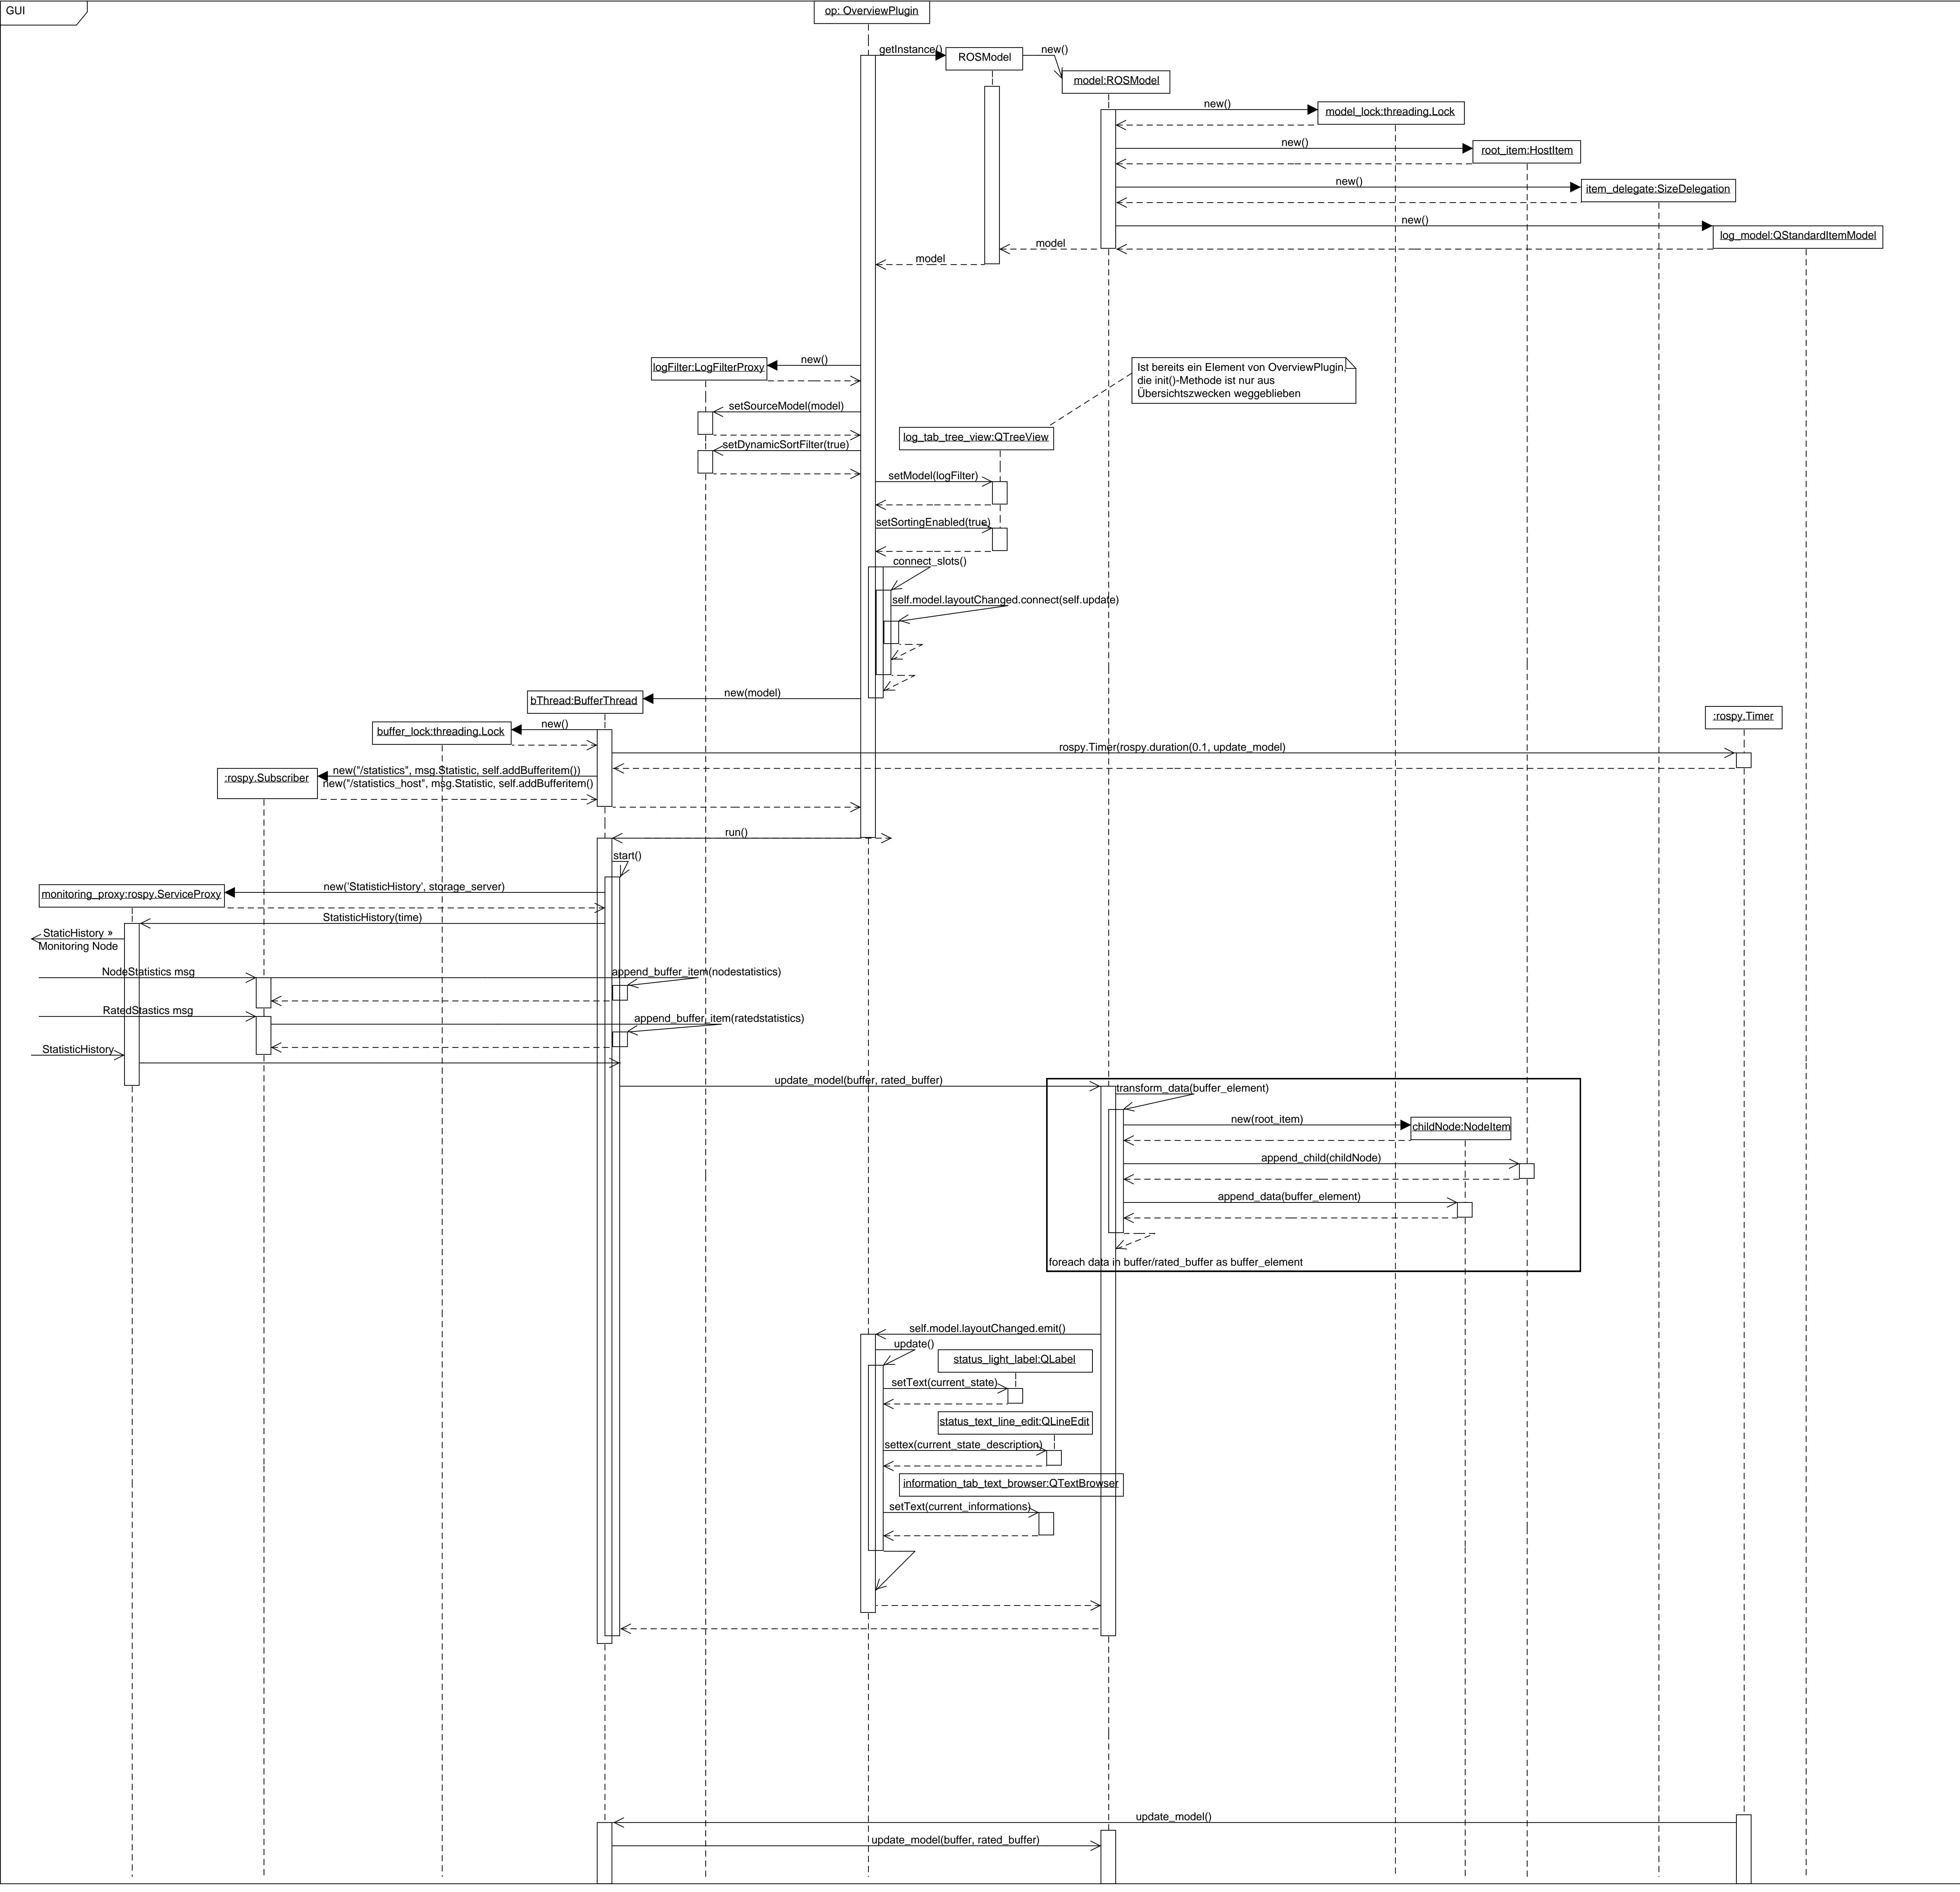 GUI
op: OverviewPlugin
getInstance()
ROSModel
new()
model:ROSModel
new()
model_lock:threading.Lock
new()
root_item:HostItem
new()
item_delegate:SizeDelegation
new()
log_model:QStandardItemModel
model
model
logFilter:LogFilterProxy
new()
Ist bereits ein Element von OverviewPlugin,
die init()-Methode ist nur aus
Übersichtszwecken weggeblieben
setSourceModel(model)
log_tab_tree_view:QTreeView
setDynamicSortFilter(true)
setModel(logFilter)
setSortingEnabled(true)
connect_slots()
self.model.layoutChanged.connect(self.update)
bThread:BufferThread
new(model)
buffer_lock:threading.Lock
new()
:rospy.Timer
rospy.Timer(rospy.duration(0.1, update_model)
:rospy.Subscriber
new("/statistics", msg.Statistic, self.addBufferitem())
new("/statistics_host", msg.Statistic, self.addBufferitem()
run()
start()
monitoring_proxy:rospy.ServiceProxy
new('StatisticHistory', storage_server)
StatisticHistory(time)
StaticHistory »
Monitoring Node
NodeStatistics msg
append_buffer_item(nodestatistics)
RatedStastics msg
append_buffer_item(ratedstatistics)
StatisticHistory
update_model(buffer, rated_buffer)
transform_data(buffer_element)
new(root_item)
childNode:NodeItem
append_child(childNode)
append_data(buffer_element)
foreach data in buffer/rated_buffer as buffer_element
self.model.layoutChanged.emit()
update()
status_light_label:QLabel
setText(current_state)
status_text_line_edit:QLineEdit
settex(current_state_description)
information_tab_text_browser:QTextBrowser
setText(current_informations)
update_model()
update_model(buffer, rated_buffer)